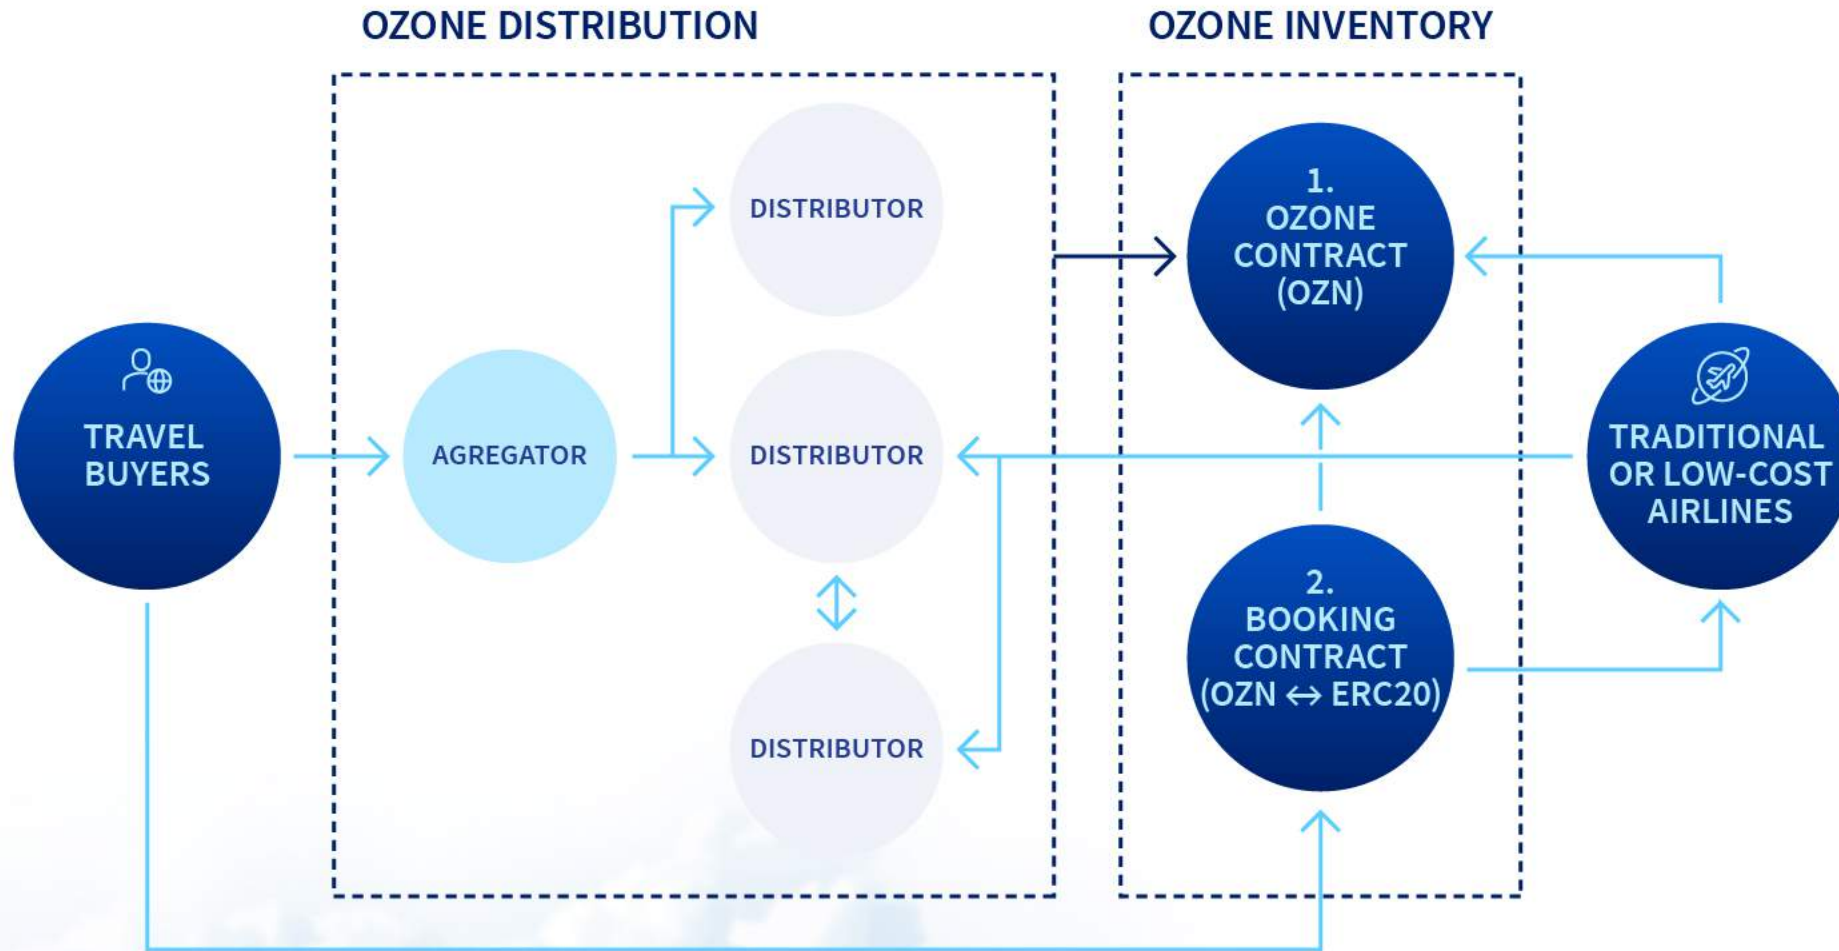 OZONE DISTRIBUTION
OZONE INVENTORY
TRAVEL
BUYERS
AGREGATOR
DISTRIBUTOR
DISTRIBUTOR
DISTRIBUTOR
1.
OZONE
CONTRACT
(OZN)
2.
BOOKING
CONTRACT
(OZN ↔ ERC20)
TRADITIONAL
OR LOW-COST
AIRLINES